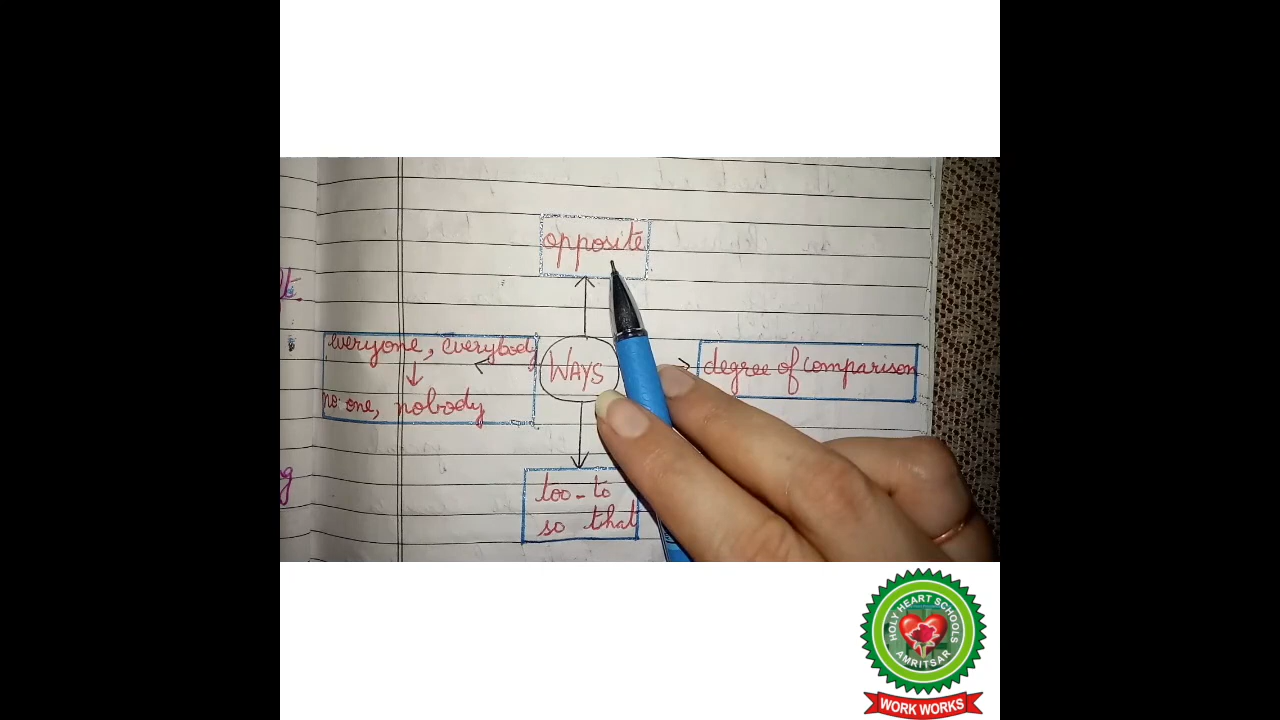 opposite
everyone, everybody
no one, nobody
WAYS
degree of comparison
too - to
so that
HOLY HEART SCHOOLS
AMRITSAR
WORK WORKS